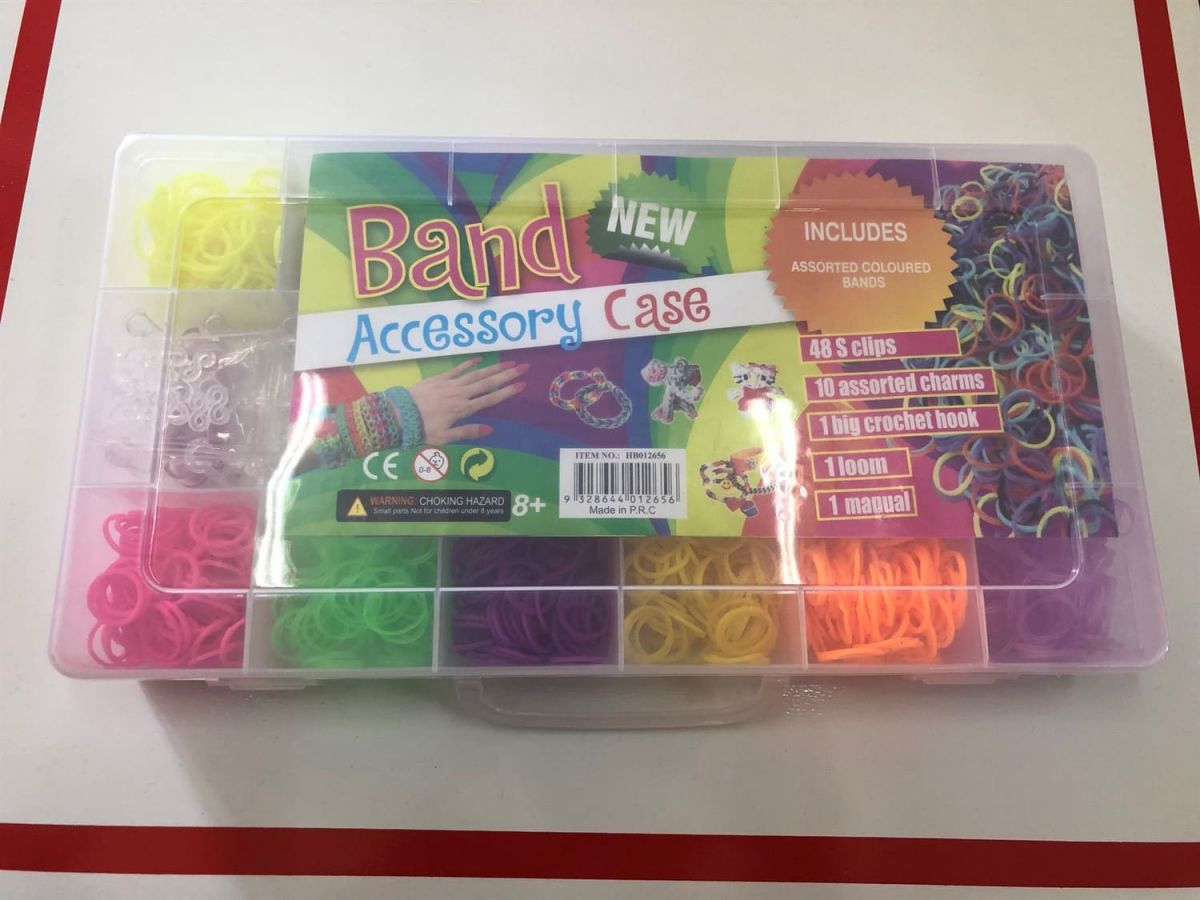 Band
Accessory Case
NEW
INCLUDES
ASSORTED COLOURED
BANDS
48 S clips
10 assorted charms
1 big crochet hook
1 loom
1 manual
CE
0-8
WARNING: CHOKING HAZARD
Small parts Not for children under 8 years
8+
ITEM NO.: HB012656
9 328644 012656
Made in P.R.C